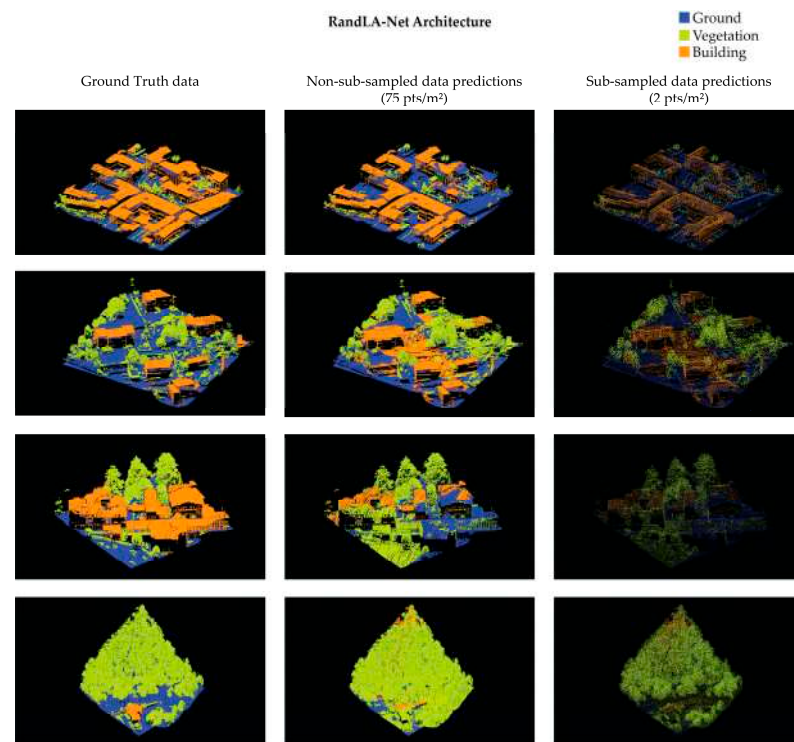 RandLA-Net Architecture
Ground
Vegetation
Building
Ground Truth data
Non-sub-sampled data predictions
(75 pts/m²)
Sub-sampled data predictions
(2 pts/m²)